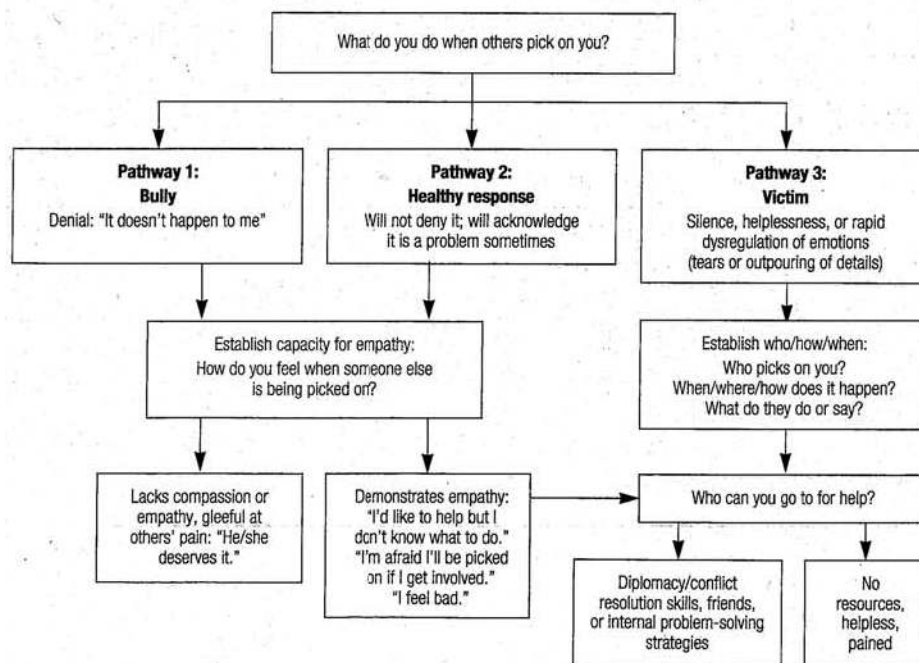 What do you do when others pick on you?
Pathway 1:
Bully
Denial: “It doesn’t happen to me”
Pathway 2:
Healthy response
Will not deny it; will acknowledge
it is a problem sometimes
Pathway 3:
Victim
Silence, helplessness, or rapid
dysregulation of emotions
(tears or outpouring of details)
Establish capacity for empathy:
How do you feel when someone else
is being picked on?
Establish who/how/when:
Who picks on you?
When/where/how does it happen?
What do they do or say?
Lacks compassion or
empathy, gleeful at
others’ pain: “He/she
deserves it.”
Demonstrates empathy:
“I’d like to help but I
don’t know what to do.”
“I’m afraid I’ll be picked
on if I get involved.”
“I feel bad.”
Who can you go to for help?
Diplomacy/conflict
resolution skills, friends,
or internal problem-solving
strategies
No
resources,
helpless,
pained